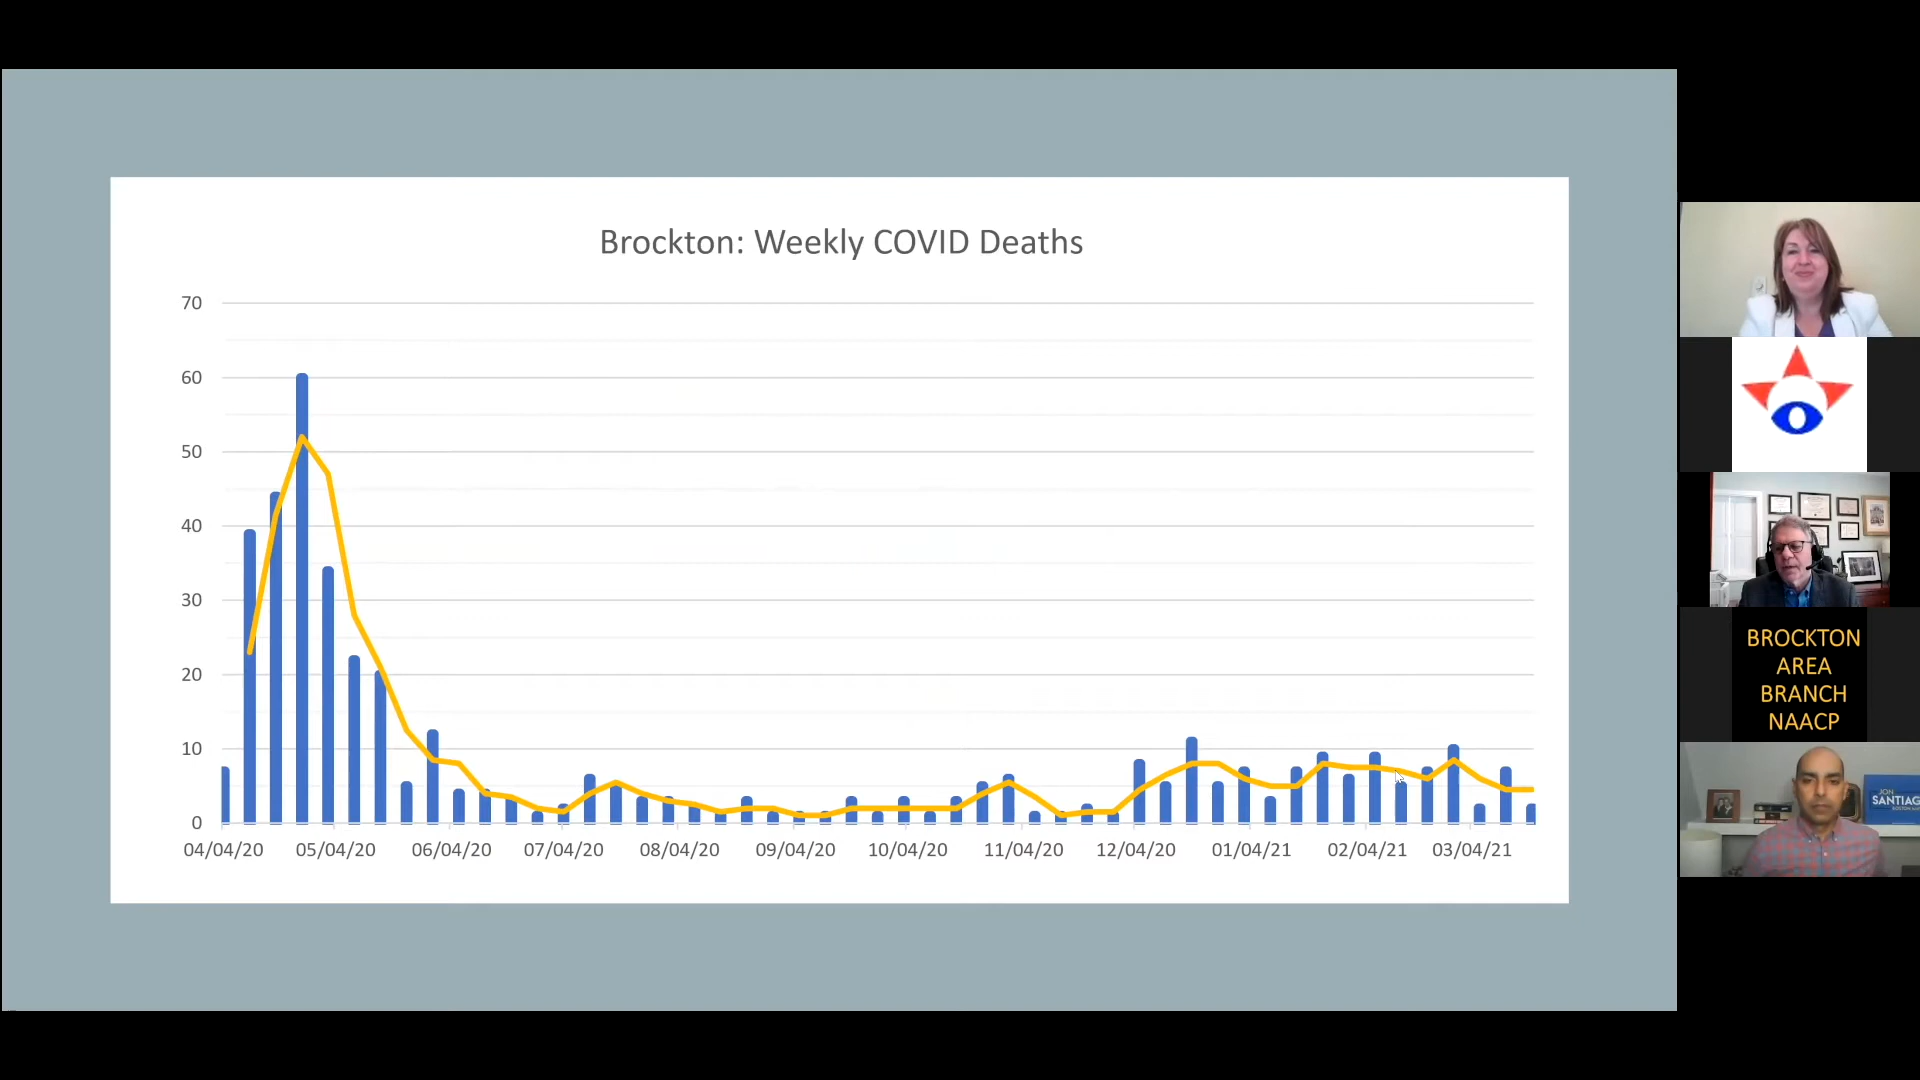 Brockton: Weekly COVID Deaths
70
60
50
40
30
20
10
0
04/04/20 05/04/20 06/04/20 07/04/20 08/04/20 09/04/20 10/04/20 11/04/20 12/04/20 01/04/21 02/04/21 03/04/21
BROCKTON
AREA
BRANCH
NAACP
JON
SANTIAG